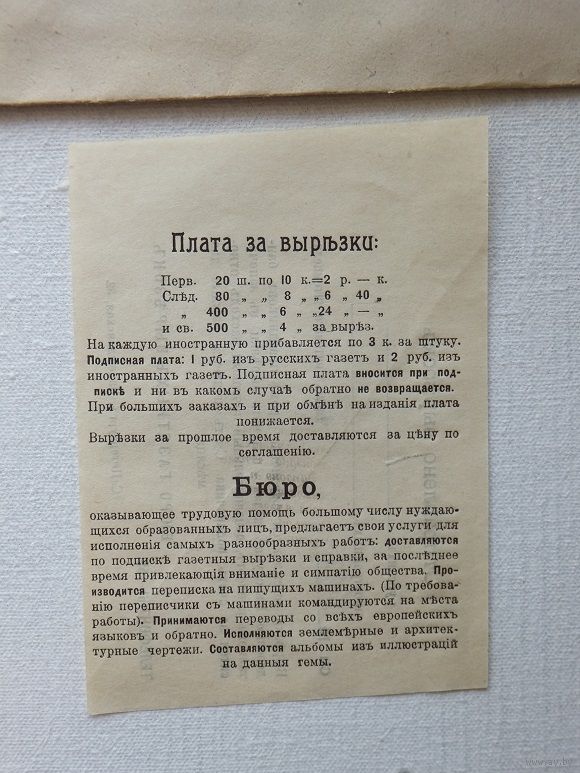 Плата за вырѣзки:
Перв. 20 ш. по 10 к.=2 р. — к.
Слѣд. 80 „ „ 8 „ „ 6 „ 40 „
„ 400 „ „ 6 „ „24 „ — „
и св. 500 „ „ 4 „ за вырѣз.
На каждую иностранную прибавляется по 3 к. за штуку.
Подписная плата: 1 руб. изъ русскихъ газетъ и 2 руб. изъ
иностранныхъ газетъ. Подписная плата вносится при под-
пискѣ и ни въ какомъ случаѣ обратно не возвращается.
При большихъ заказахъ и при обмѣнѣ на изданія плата
понижается.
Вырѣзки за прошлое время доставляются за цѣну по
соглашенію.
Бюро,
оказывающее трудовую помощь большому числу нуждаю-
щихся образованныхъ лицъ, предлагаетъ свои услуги для
исполненія самыхъ разнообразныхъ работъ: доставляются
по подпискѣ газетныя вырѣзки и справки, за послѣднее
время привлекающія вниманіе и симпатію общества. Про-
изводится переписка на пишущихъ машинахъ. (По требова-
нію переписчики съ машинами командируются на мѣста
работы). Принимаются переводы со всѣхъ европейскихъ
языковъ и обратно. Исполняются землемѣрные и архитек-
турные чертежи. Составляются альбомы изъ иллюстрацій
на данныя темы.
www.ay.by